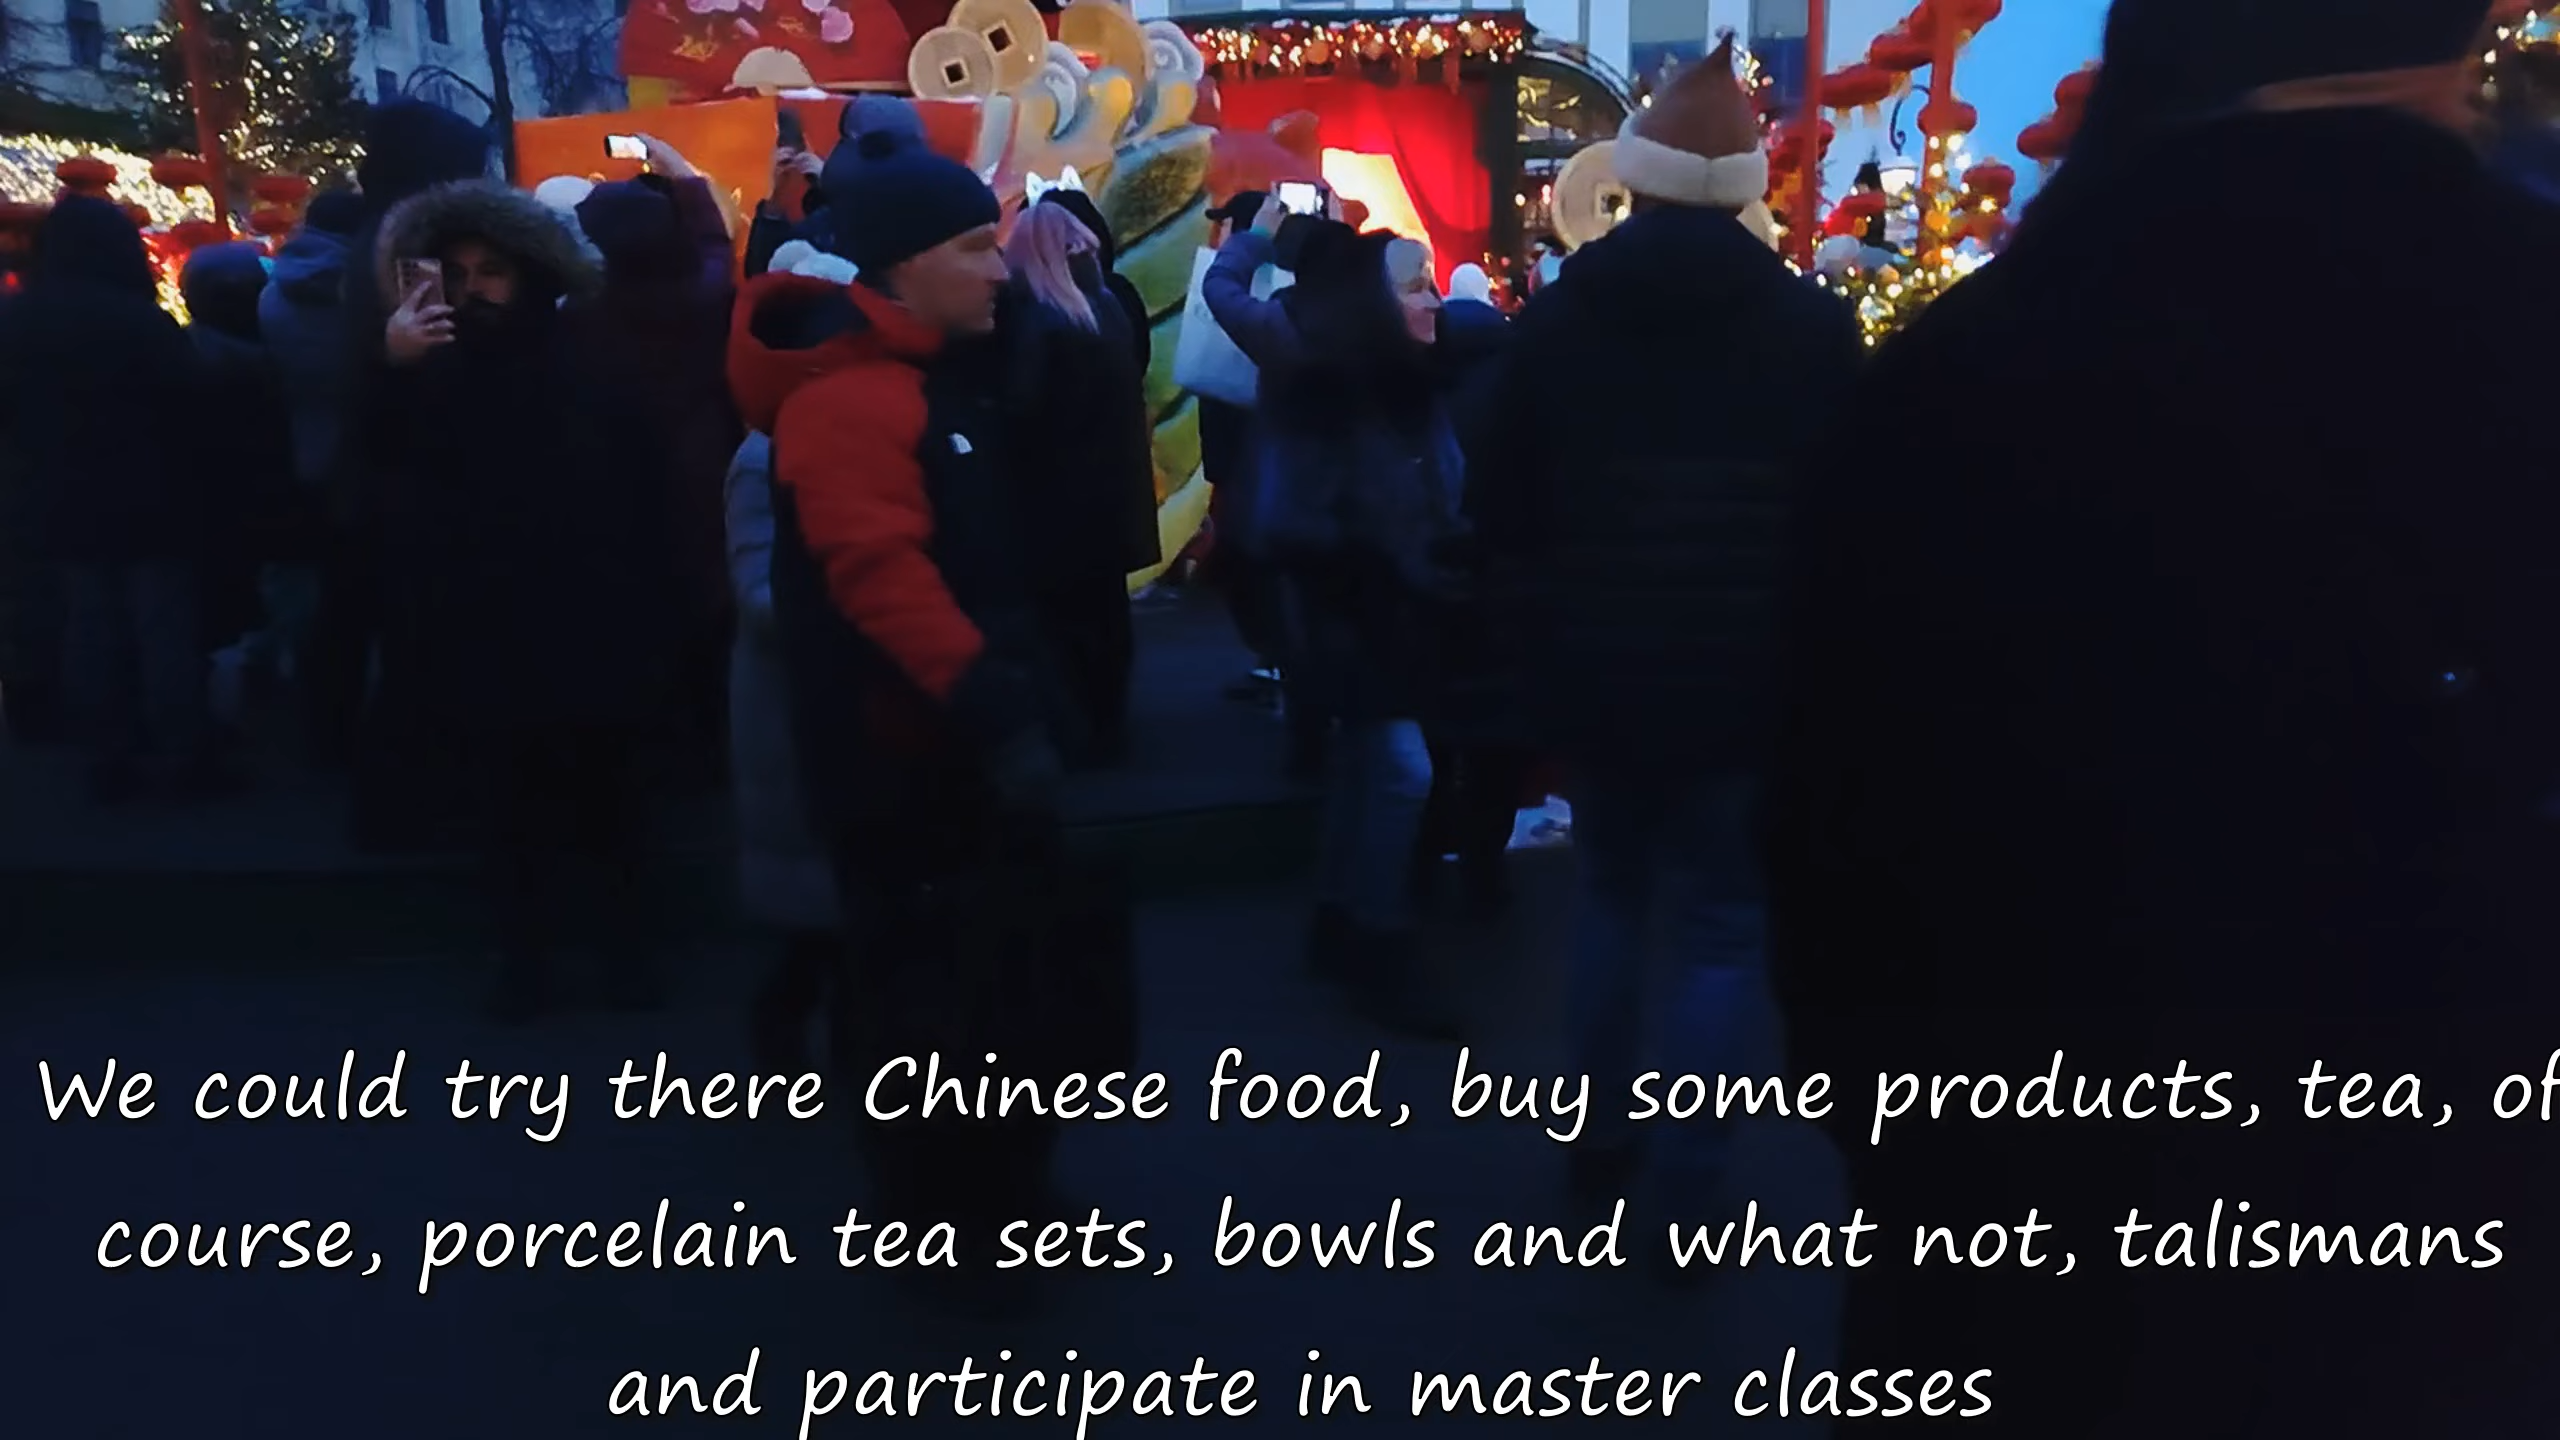 We could try there Chinese food, buy some products, tea, of
course, porcelain tea sets, bowls and what not, talismans
and participate in master classes